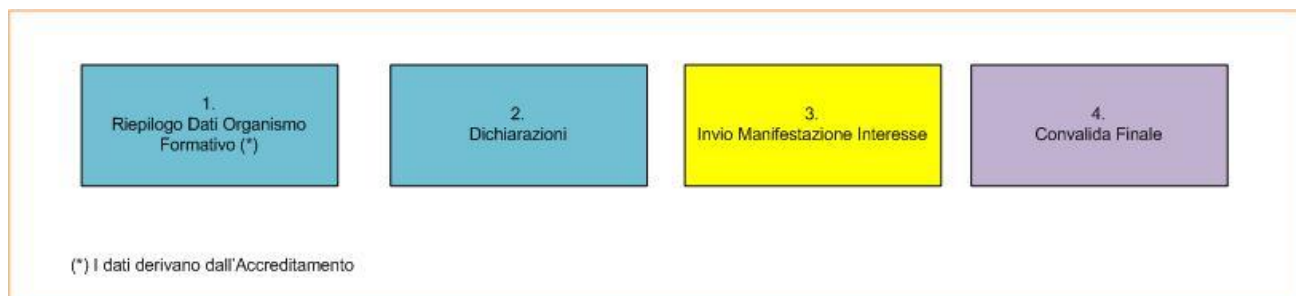 1.
Riepilogo Dati Organismo
Formativo (*)
2.
Dichiarazioni
3.
Invio Manifestazione Interesse
4.
Convalida Finale
(*) I dati derivano dall'Accreditamento